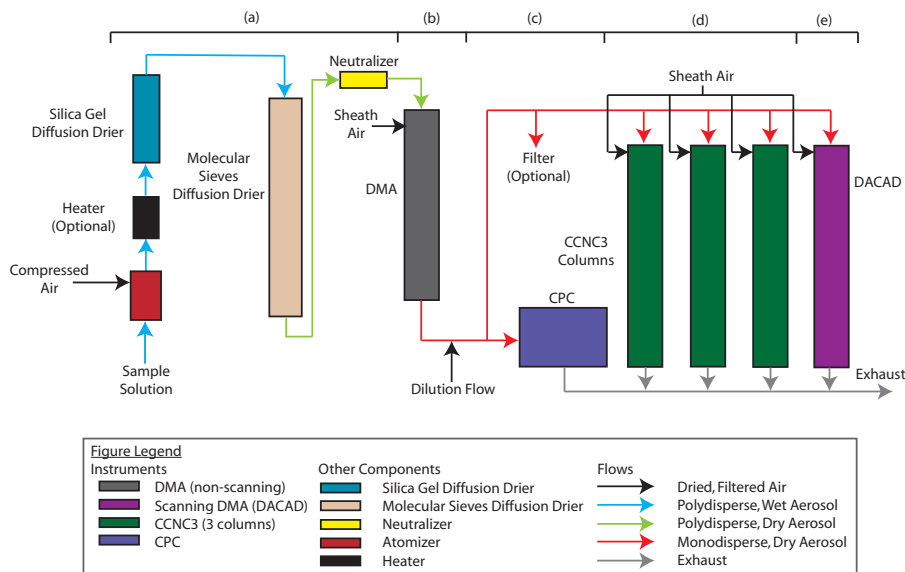 (a)
(b)
(c)
(d)
(e)
Neutralizer
Sheath Air
Silica Gel
Diffusion Drier
Sheath
Air
Molecular
Sieves
Diffusion Drier
Filter
(Optional)
DMA
DACAD
Heater
(Optional)
CCNC3
Columns
Compressed
Air
CPC
Sample
Solution
Dilution Flow
Exhaust
Figure Legend
Instruments
DMA (non-scanning)
Scanning DMA (DACAD)
CCNC3 (3 columns)
CPC
Other Components
Silica Gel Diffusion Drier
Molecular Sieves Diffusion Drier
Neutralizer
Atomizer
Heater
Flows
Dried, Filtered Air
Polydisperse, Wet Aerosol
Polydisperse, Dry Aerosol
Monodisperse, Dry Aerosol
Exhaust